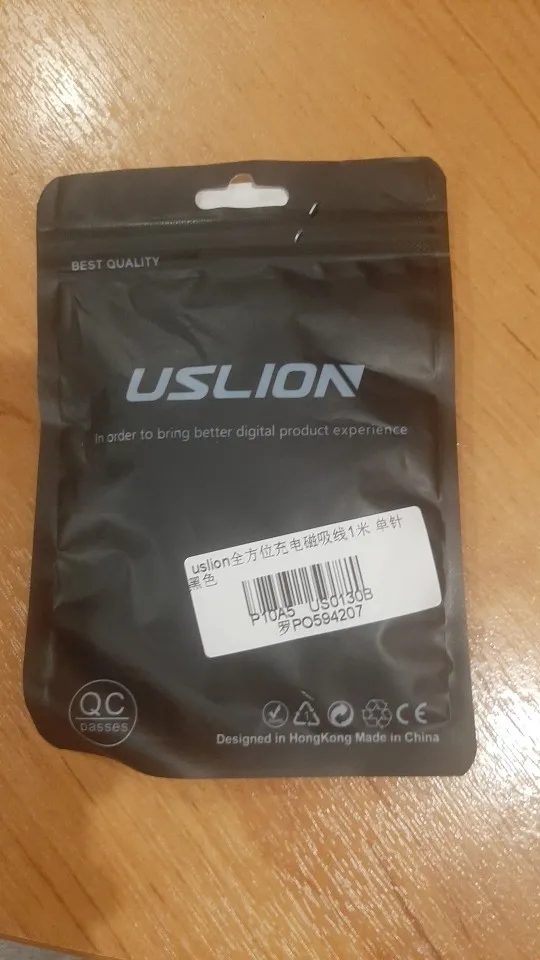 BEST QUALITY
USLION
In order to bring better digital product experience
uslion全方位充电磁吸线1米 单针
黑色
P10A5 US0130B
罗PO594207
QC
passes
CE
Designed in HongKong Made in China